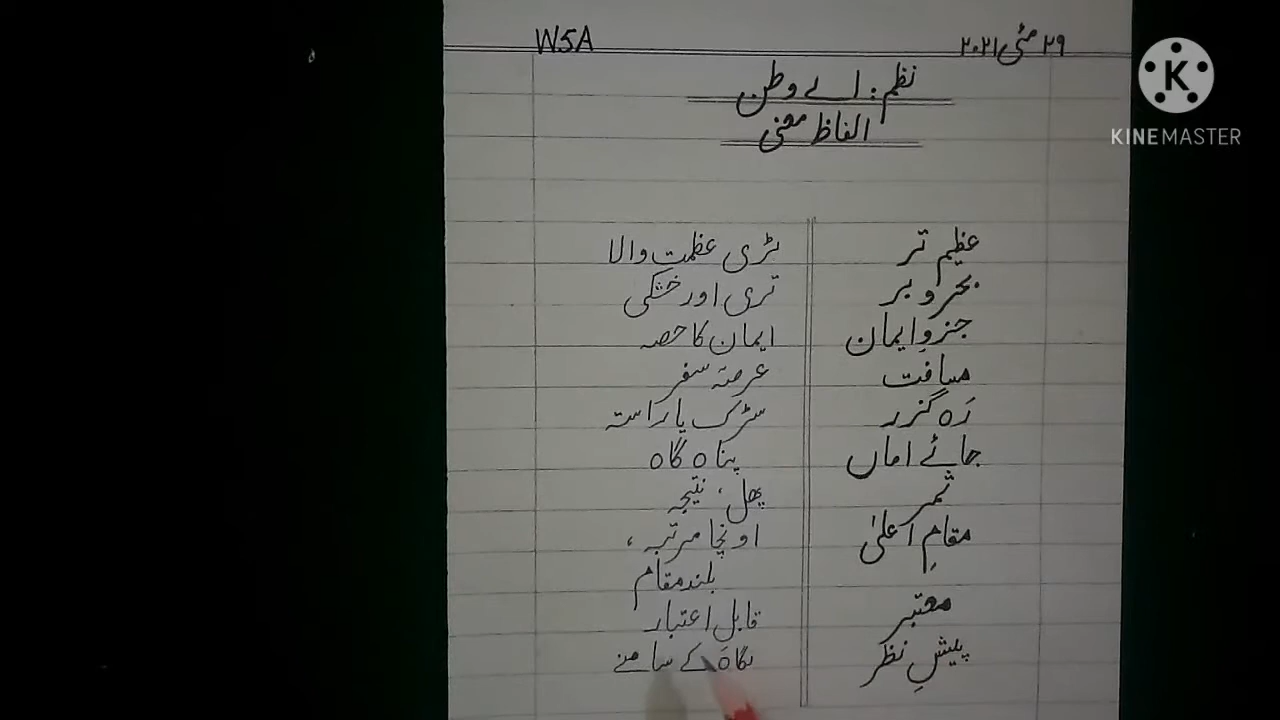 ۲۹ مئی ۲۰۲۱ W5A
نظم: اے وطن
الفاظ معنی
عظیم تر بڑی عظمت والا
بحر و بر تری اور خشکی
جزوِ ایمان ایمان کا حصہ
مسافت عرصۂ سفر
رَہ گزر سڑک یا راستہ
جائے اماں پناہ گاہ
ثمر پھل، نتیجہ
مقامِ اعلیٰ اونچا مرتبہ،
بلند مقام
معتبر قابلِ اعتبار
پیشِ نظر نگاہ کے سامنے
K
KINEMASTER